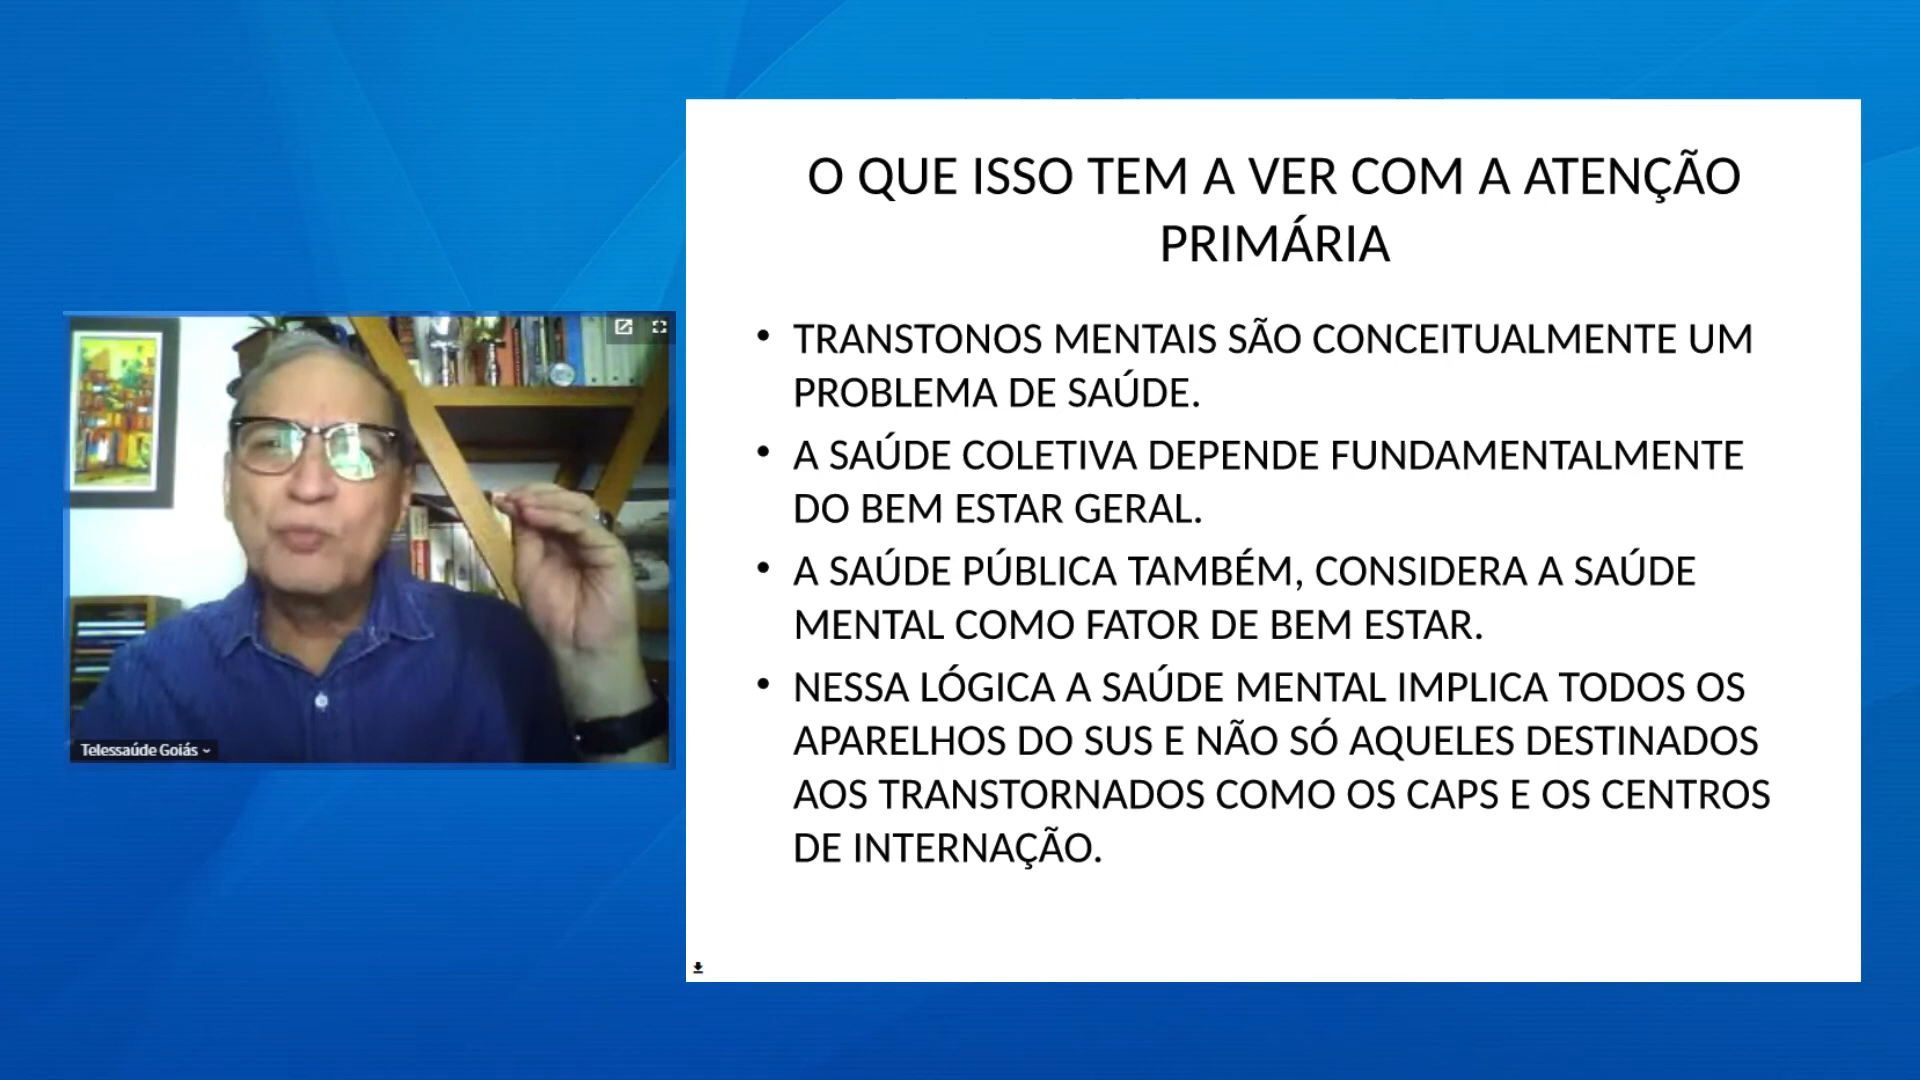 O QUE ISSO TEM A VER COM A ATENÇÃO
PRIMÁRIA
• TRANSTONOS MENTAIS SÃO CONCEITUALMENTE UM
PROBLEMA DE SAÚDE.
• A SAÚDE COLETIVA DEPENDE FUNDAMENTALMENTE
DO BEM ESTAR GERAL.
• A SAÚDE PÚBLICA TAMBÉM, CONSIDERA A SAÚDE
MENTAL COMO FATOR DE BEM ESTAR.
• NESSA LÓGICA A SAÚDE MENTAL IMPLICA TODOS OS
APARELHOS DO SUS E NÃO SÓ AQUELES DESTINADOS
AOS TRANSTORNADOS COMO OS CAPS E OS CENTROS
DE INTERNAÇÃO.
Telessaúde Goiás